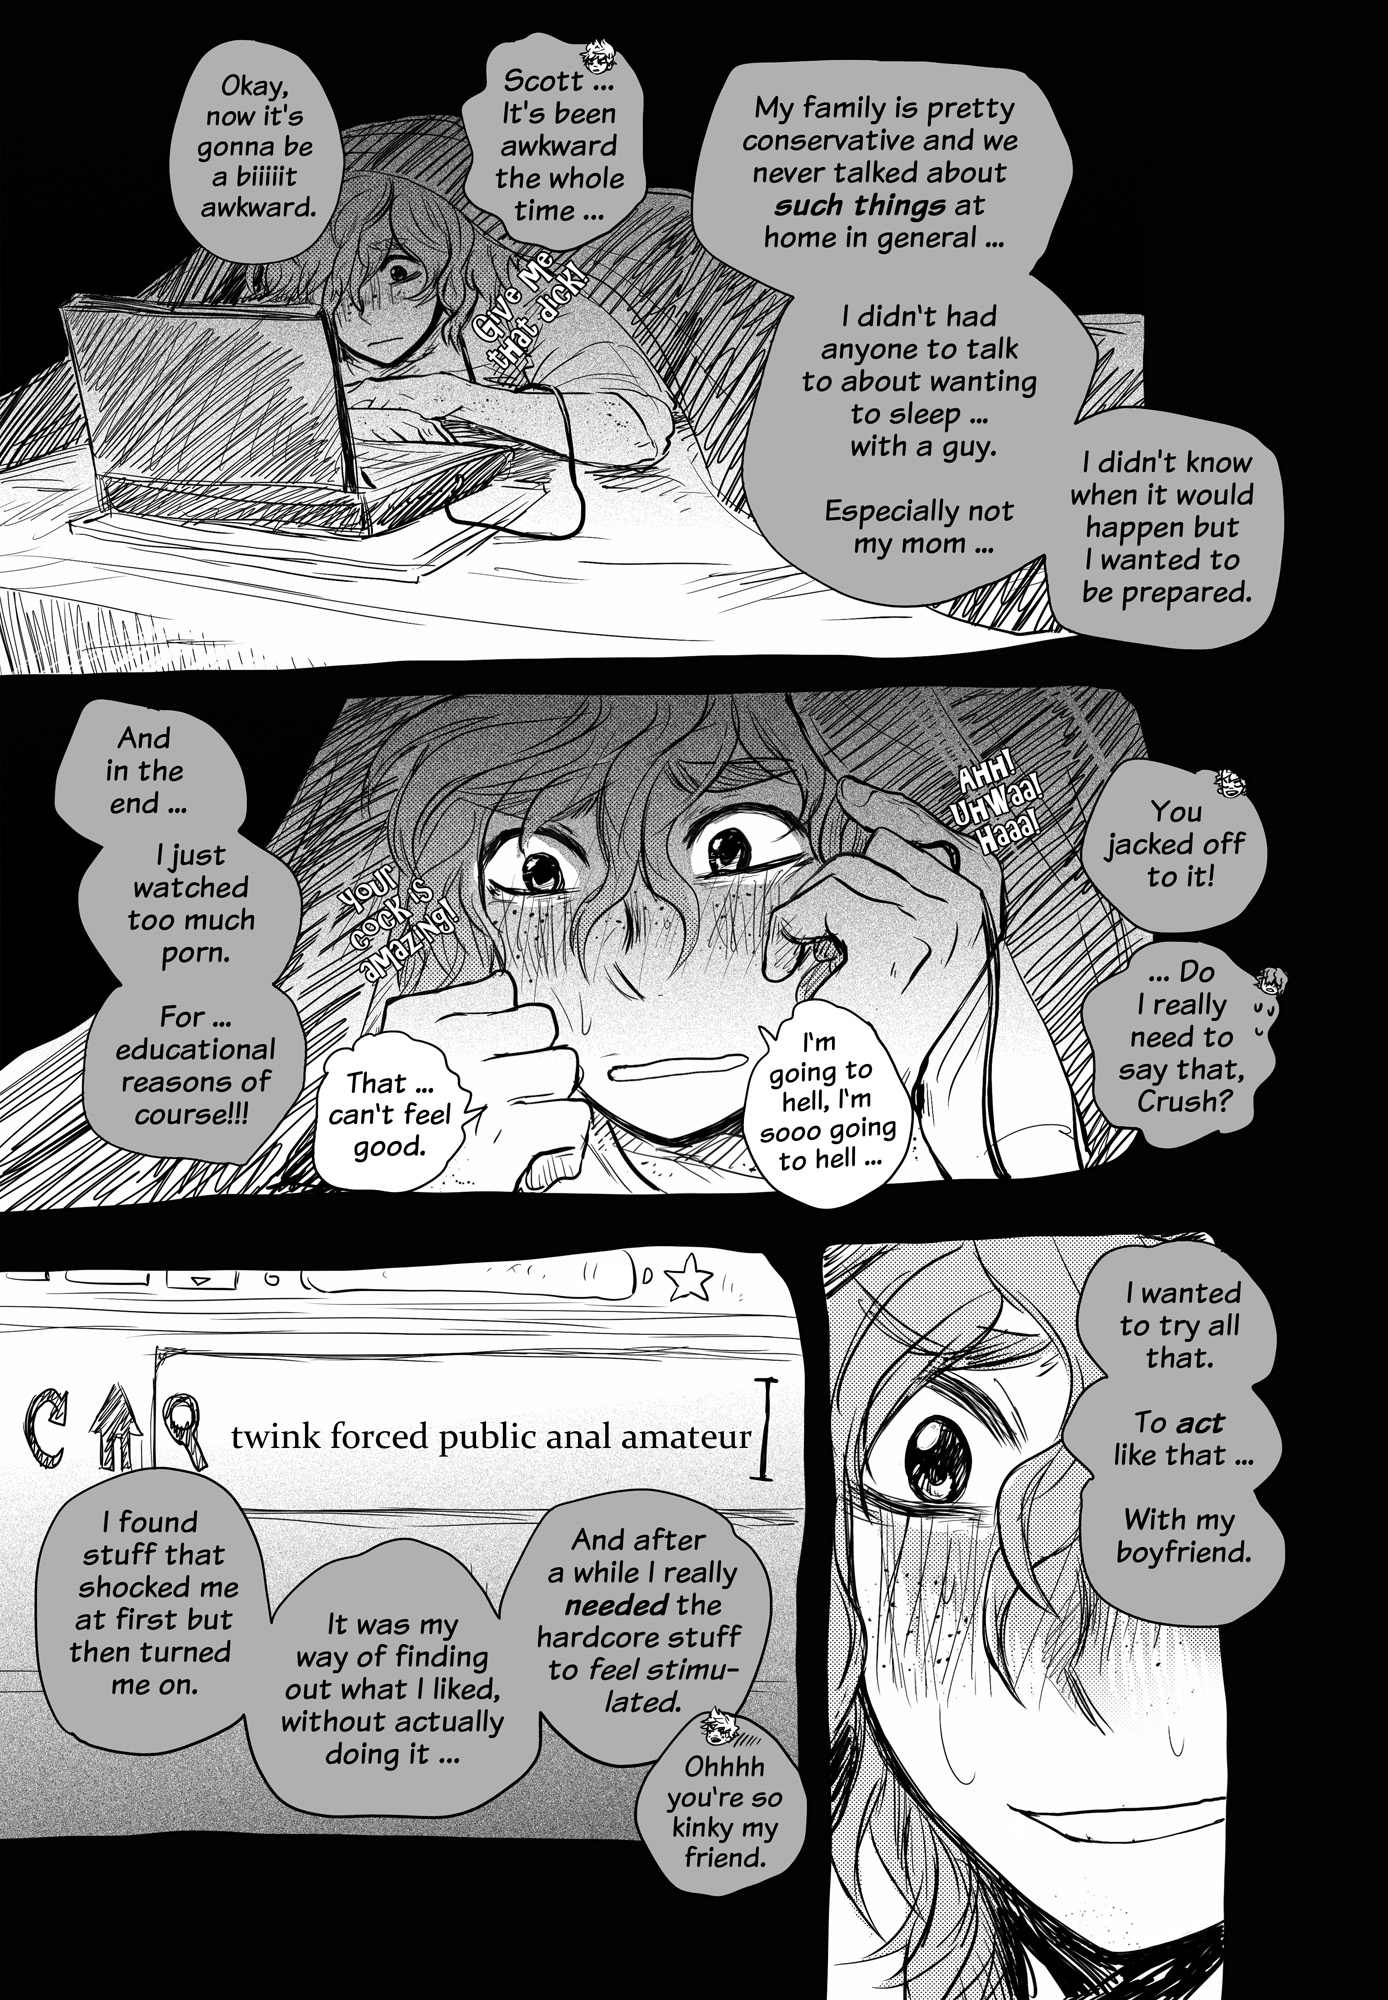 Okay,
now it's
gonna be
a biiiiit
awkward.
Scott ...
It's been
awkward
the whole
time ...
My family is pretty
conservative and we
never talked about
such things at
home in general ...
I didn't had
anyone to talk
to about wanting
to sleep ...
with a guy.
Especially not
my mom ...
I didn't know
when it would
happen but
I wanted to
be prepared.
GIVE ME
THAT DICK!
And
in the
end ...
I just
watched
too much
porn.
For ...
educational
reasons of
course!!!
YOUR
COCK IS
AMAZING!
AHH!
UHWAA!
HAAA!
You
jacked off
to it!
... Do
I really
need to
say that,
Crush?
That ...
can't feel
good.
I'm
going to
hell, I'm
sooo going
to hell ...
twink forced public anal amateur
I found
stuff that
shocked me
at first but
then turned
me on.
It was my
way of finding
out what I liked,
without actually
doing it ...
And after
a while I really
needed the
hardcore stuff
to feel stimu-
lated.
Ohhhh
you're so
kinky my
friend.
I wanted
to try all
that.
To act
like that ...
With my
boyfriend.